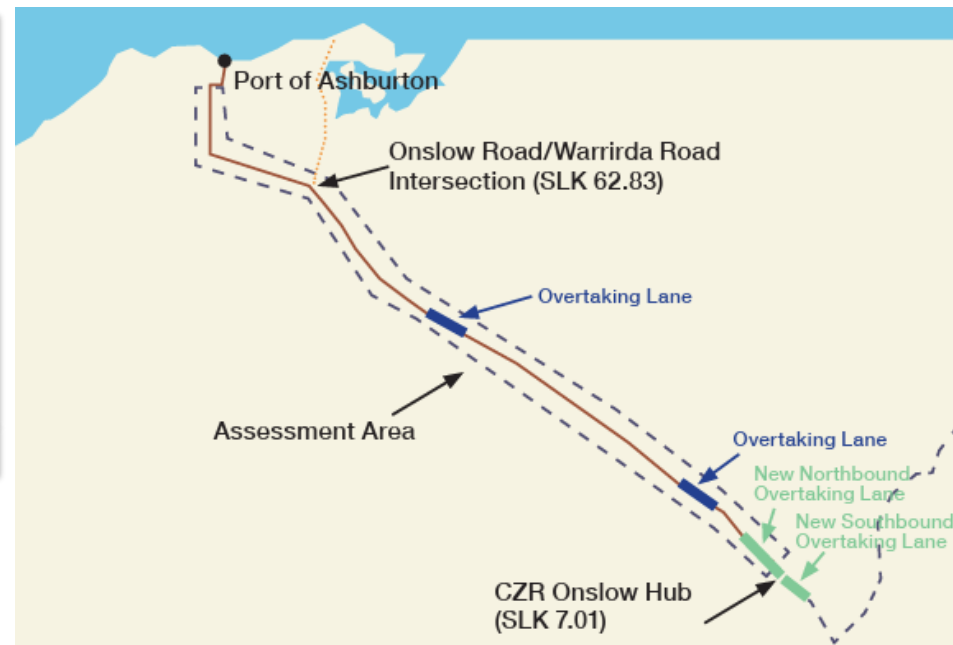 Port of Ashburton
Onslow Road/Warrirda Road
Intersection (SLK 62.83)
Overtaking Lane
Assessment Area
Overtaking Lane
New Northbound
Overtaking Lane
New Southbound
Overtaking Lane
CZR Onslow Hub
(SLK 7.01)